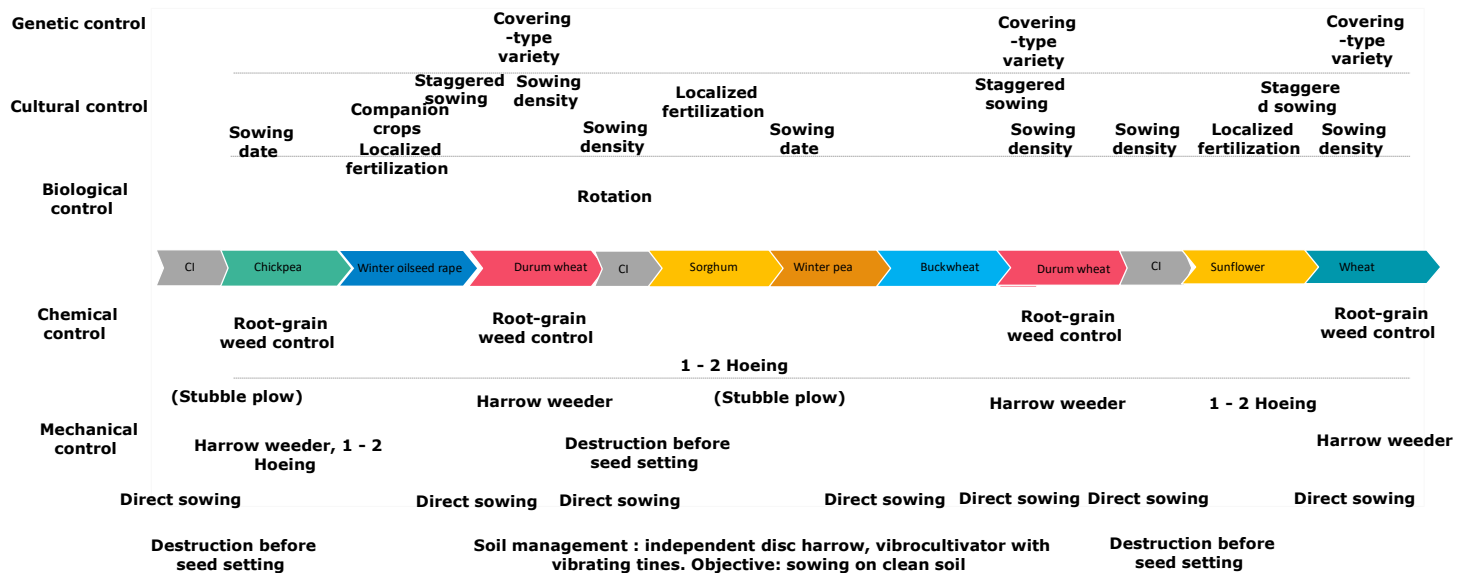 Genetic control
Covering
-type
variety
Covering
-type
variety
Covering
-type
variety
Cultural control
Staggered
sowing
Sowing
density
Localized
fertilization
Staggered
sowing
Staggere
d sowing
Companion
crops
Localized
fertilization
Sowing
date
Sowing
density
Sowing
date
Sowing
density
Sowing
density
Localized
fertilization
Sowing
density
Biological
control
Rotation
CI
Chickpea
Winter oilseed rape
Durum wheat
CI
Sorghum
Winter pea
Buckwheat
Durum wheat
CI
Sunflower
Wheat
Chemical
control
Root-grain
weed control
Root-grain
weed control
Root-grain
weed control
Root-grain
weed control
1 - 2 Hoeing
Mechanical
control
(Stubble plow)
Harrow weeder
(Stubble plow)
Harrow weeder
1 - 2 Hoeing
Harrow weeder, 1 - 2
Hoeing
Destruction before
seed setting
Harrow weeder
Direct sowing
Direct sowing
Direct sowing
Direct sowing
Direct sowing
Direct sowing
Direct sowing
Destruction before
seed setting
Soil management : independent disc harrow, vibrocultivator with
vibrating tines. Objective: sowing on clean soil
Destruction before
seed setting